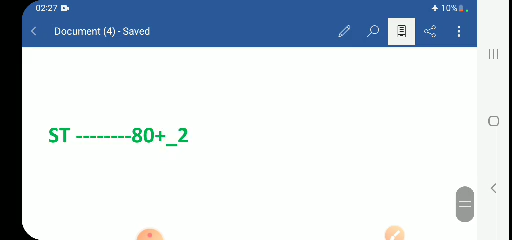 02:27
10%
Document (4) - Saved
ST --------80+_2